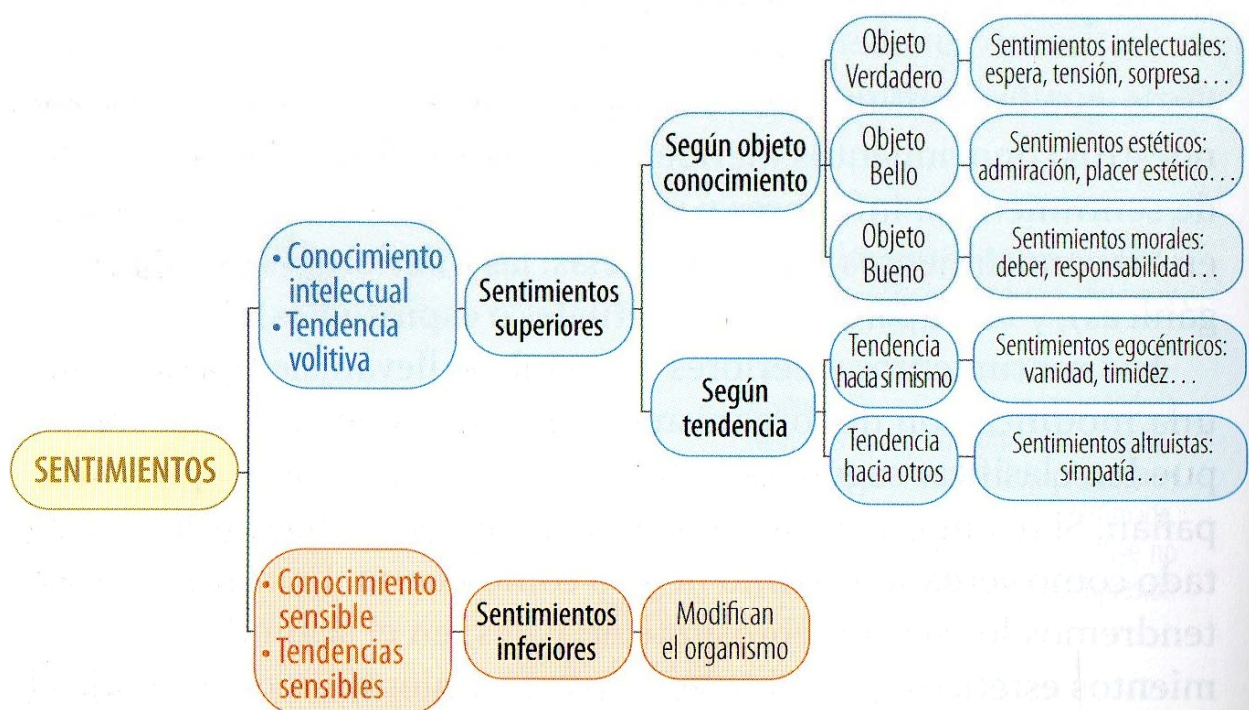 SENTIMIENTOS
• Conocimiento
intelectual
• Tendencia
volitiva
Sentimientos
superiores
Según objeto
conocimiento
Objeto
Verdadero
Sentimientos intelectuales:
espera, tensión, sorpresa…
Objeto
Bello
Sentimientos estéticos:
admiración, placer estético…
Objeto
Bueno
Sentimientos morales:
deber, responsabilidad…
Según
tendencia
Tendencia
hacia sí mismo
Sentimientos egocéntricos:
vanidad, timidez…
Tendencia
hacia otros
Sentimientos altruistas:
simpatía…
• Conocimiento
sensible
• Tendencias
sensibles
Sentimientos
inferiores
Modifican
el organismo